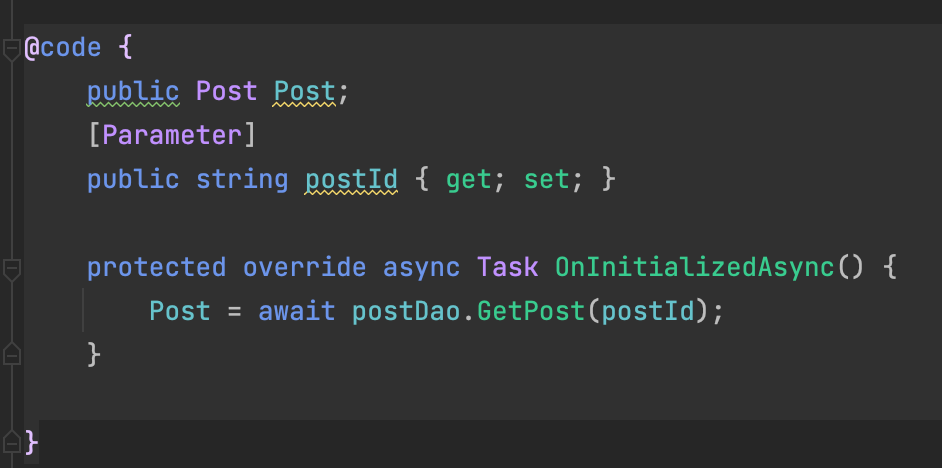 @code {
    public Post Post;
    [Parameter]
    public string postId { get; set; }

    protected override async Task OnInitializedAsync() {
        Post = await postDao.GetPost(postId);
    }

}